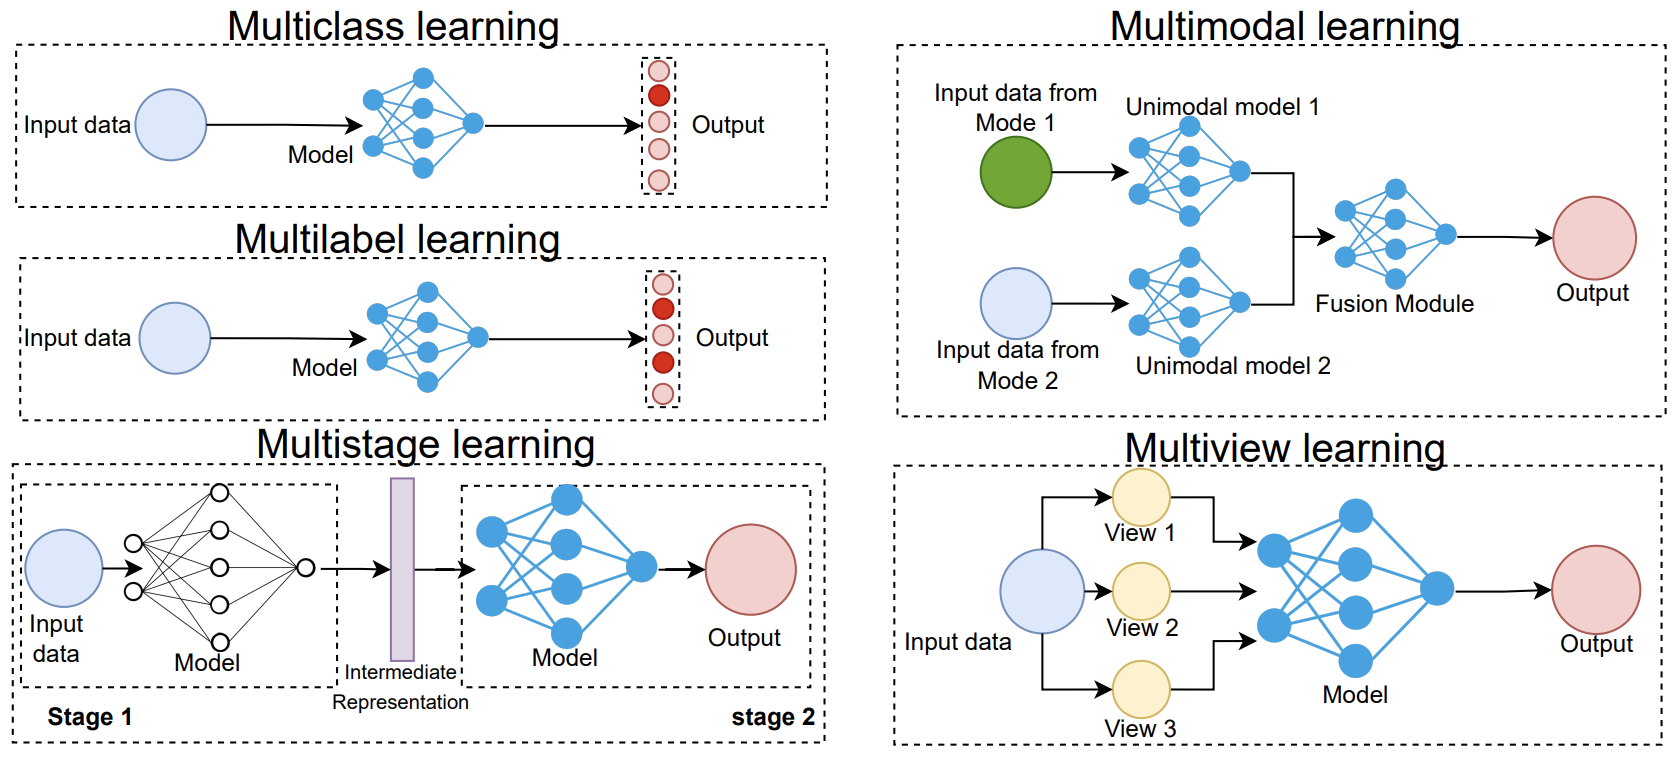 Multiclass learning
Input data
Model
Output
Multilabel learning
Input data
Model
Output
Multistage learning
Input
data
Model
Intermediate
Representation
Model
Output
Stage 1
stage 2
Multimodal learning
Input data from
Mode 1
Unimodal model 1
Input data from
Mode 2
Unimodal model 2
Fusion Module
Output
Multiview learning
Input data
View 1
View 2
View 3
Model
Output